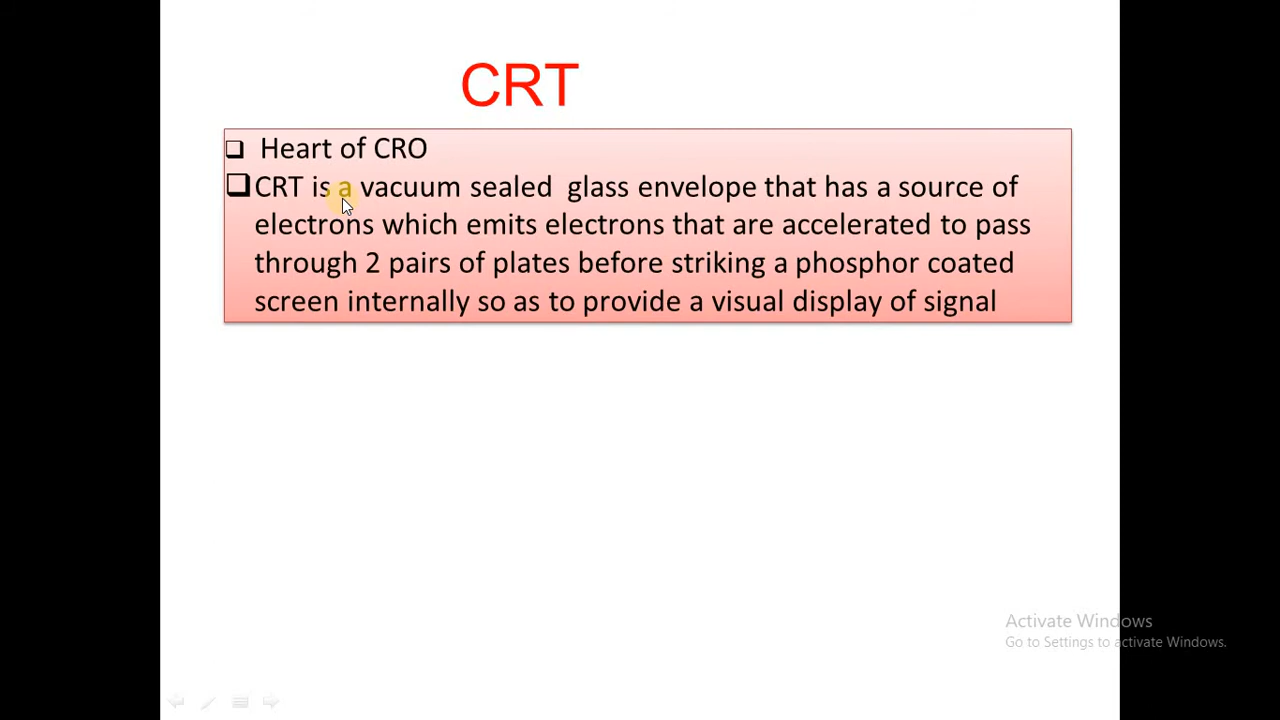 CRT
Heart of CRO
CRT is a vacuum sealed glass envelope that has a source of
electrons which emits electrons that are accelerated to pass
through 2 pairs of plates before striking a phosphor coated
screen internally so as to provide a visual display of signal
Activate Windows
Go to Settings to activate Windows.